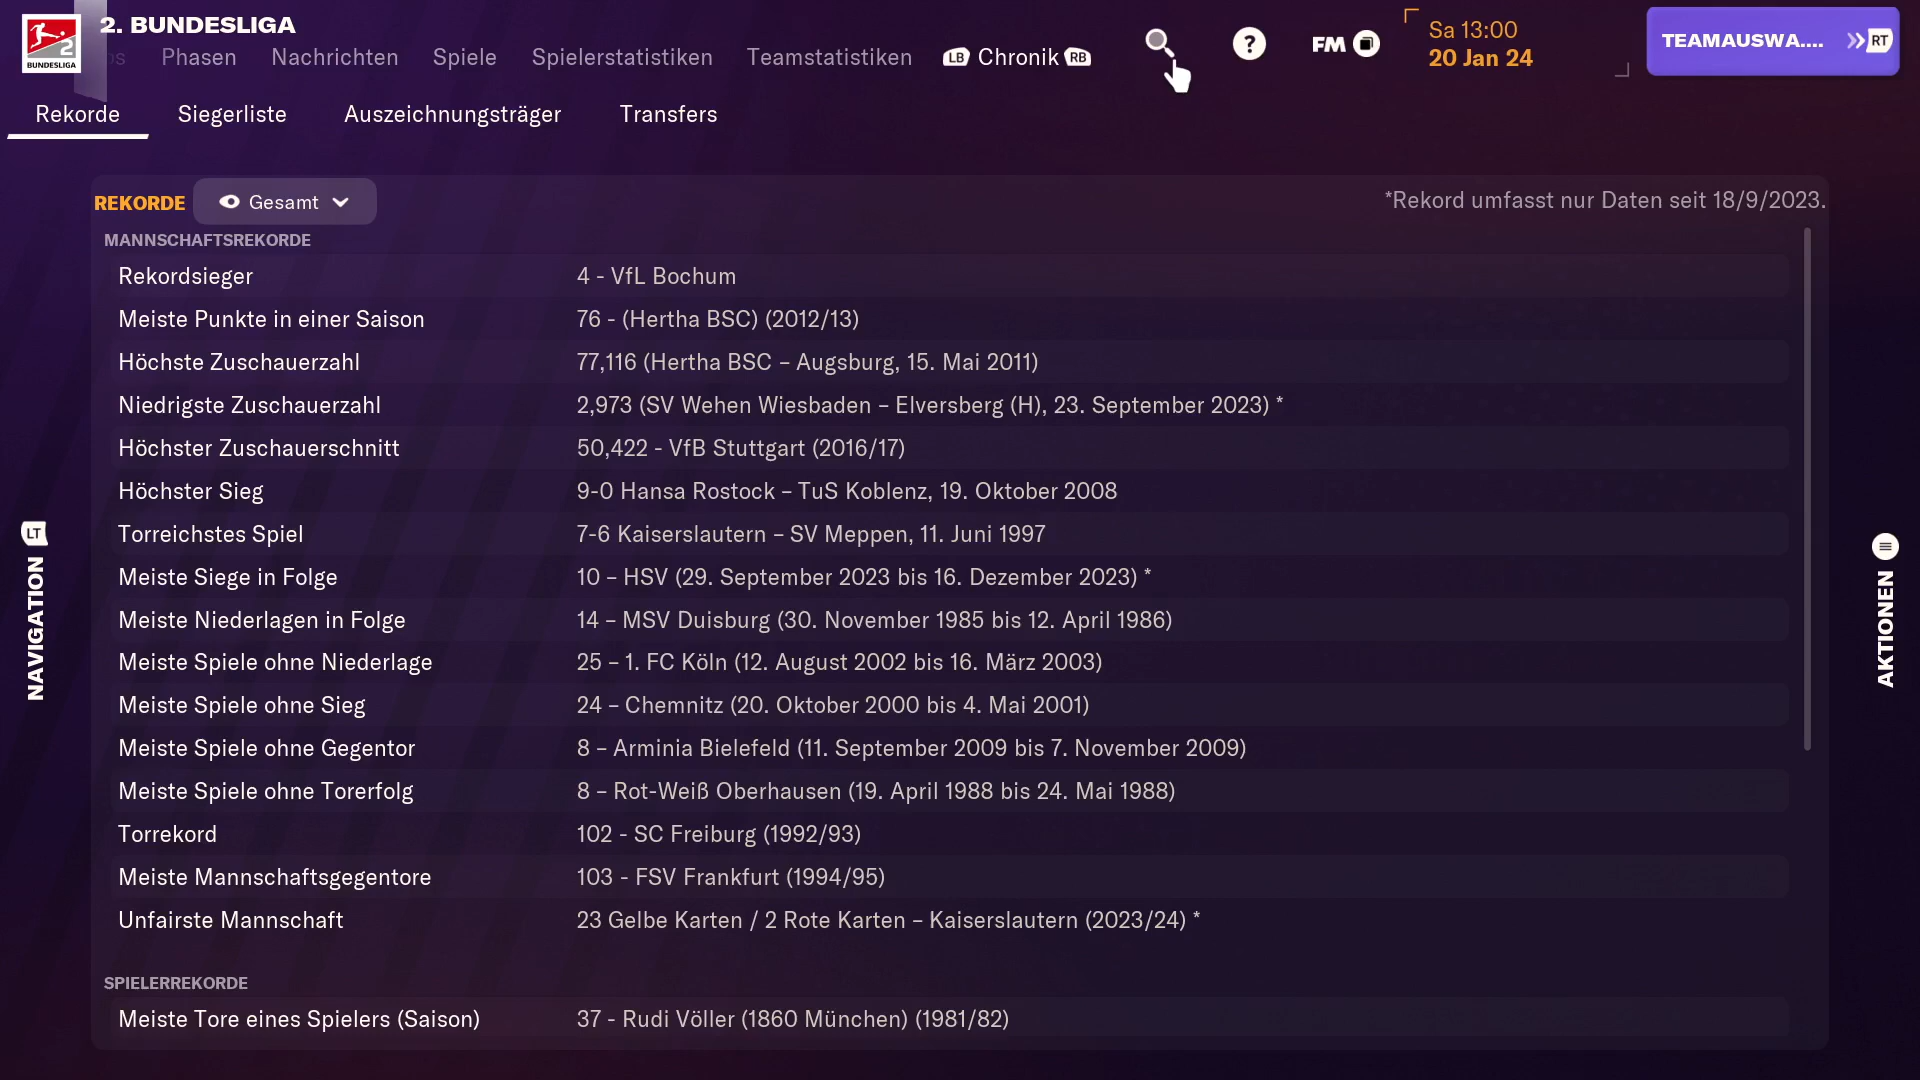 2. BUNDESLIGA
Phasen Nachrichten Spiele Spielerstatistiken Teamstatistiken LB Chronik RB
? FM
Sa 13:00
20 Jan 24
TEAMAUSWA.... RT
2
BUNDESLIGA
Rekorde Siegerliste Auszeichnungsträger Transfers
REKORDE Gesamt
*Rekord umfasst nur Daten seit 18/9/2023.
MANNSCHAFTSREKORDE
Rekordsieger 4 - VfL Bochum
Meiste Punkte in einer Saison 76 - (Hertha BSC) (2012/13)
Höchste Zuschauerzahl 77,116 (Hertha BSC – Augsburg, 15. Mai 2011)
Niedrigste Zuschauerzahl 2,973 (SV Wehen Wiesbaden – Elversberg (H), 23. September 2023) *
Höchster Zuschauerschnitt 50,422 - VfB Stuttgart (2016/17)
Höchster Sieg 9-0 Hansa Rostock – TuS Koblenz, 19. Oktober 2008
Torreichstes Spiel 7-6 Kaiserslautern – SV Meppen, 11. Juni 1997
Meiste Siege in Folge 10 – HSV (29. September 2023 bis 16. Dezember 2023) *
Meiste Niederlagen in Folge 14 – MSV Duisburg (30. November 1985 bis 12. April 1986)
Meiste Spiele ohne Niederlage 25 – 1. FC Köln (12. August 2002 bis 16. März 2003)
Meiste Spiele ohne Sieg 24 – Chemnitz (20. Oktober 2000 bis 4. Mai 2001)
Meiste Spiele ohne Gegentor 8 – Arminia Bielefeld (11. September 2009 bis 7. November 2009)
Meiste Spiele ohne Torerfolg 8 – Rot-Weiß Oberhausen (19. April 1988 bis 24. Mai 1988)
Torrekord 102 - SC Freiburg (1992/93)
Meiste Mannschaftsgegentore 103 - FSV Frankfurt (1994/95)
Unfairste Mannschaft 23 Gelbe Karten / 2 Rote Karten – Kaiserslautern (2023/24) *
SPIELERREKORDE
Meiste Tore eines Spielers (Saison) 37 - Rudi Völler (1860 München) (1981/82)
LT
NAVIGATION
AKTIONEN